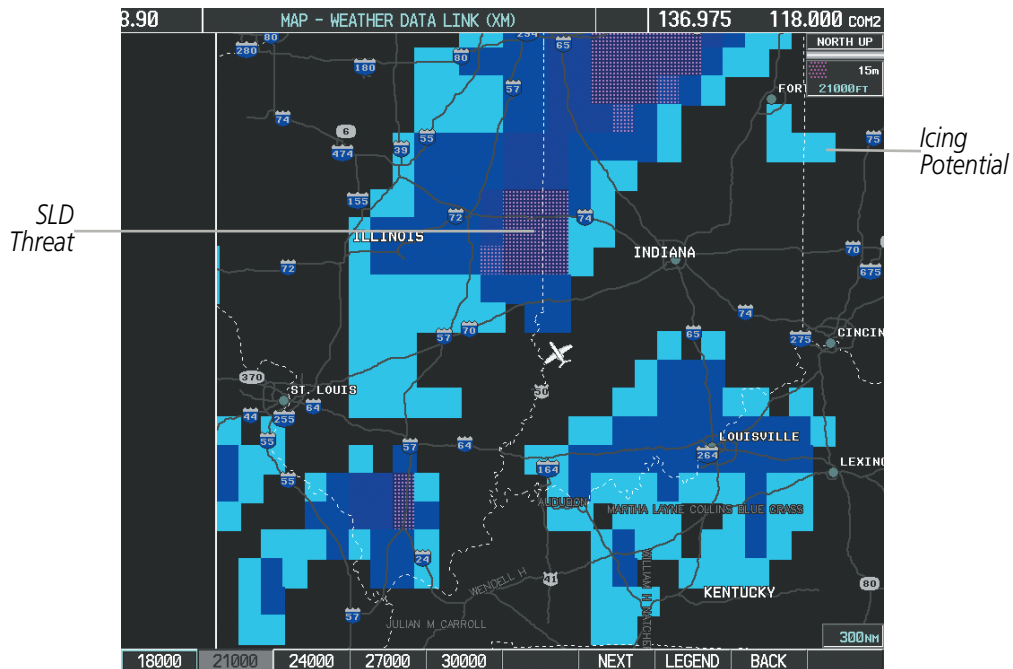 8.90
MAP – WEATHER DATA LINK (XM)
136.975
118.000 COM2
NORTH UP
15m
21000FT
80
280
180
294
65
80
57
FOR
74
6
474
39
55
75
Icing
Potential
155
72
74
SLD
Threat
ILLINOIS
INDIANA
70
675
72
74
57
70
65
275
CINCIN
370
ST. LOUIS
50
44
255
64
55
57
64
LOUISVILLE
264
164
LEXING
55
AUDUBON
MARTHA LAYNE COLLINS BLUE GRASS
24
WENDELL H
41
WILLIAM H NATCHE
80
KENTUCKY
57
JULIAN M CARROLL
300NM
18000
21000
24000
27000
30000
NEXT
LEGEND
BACK